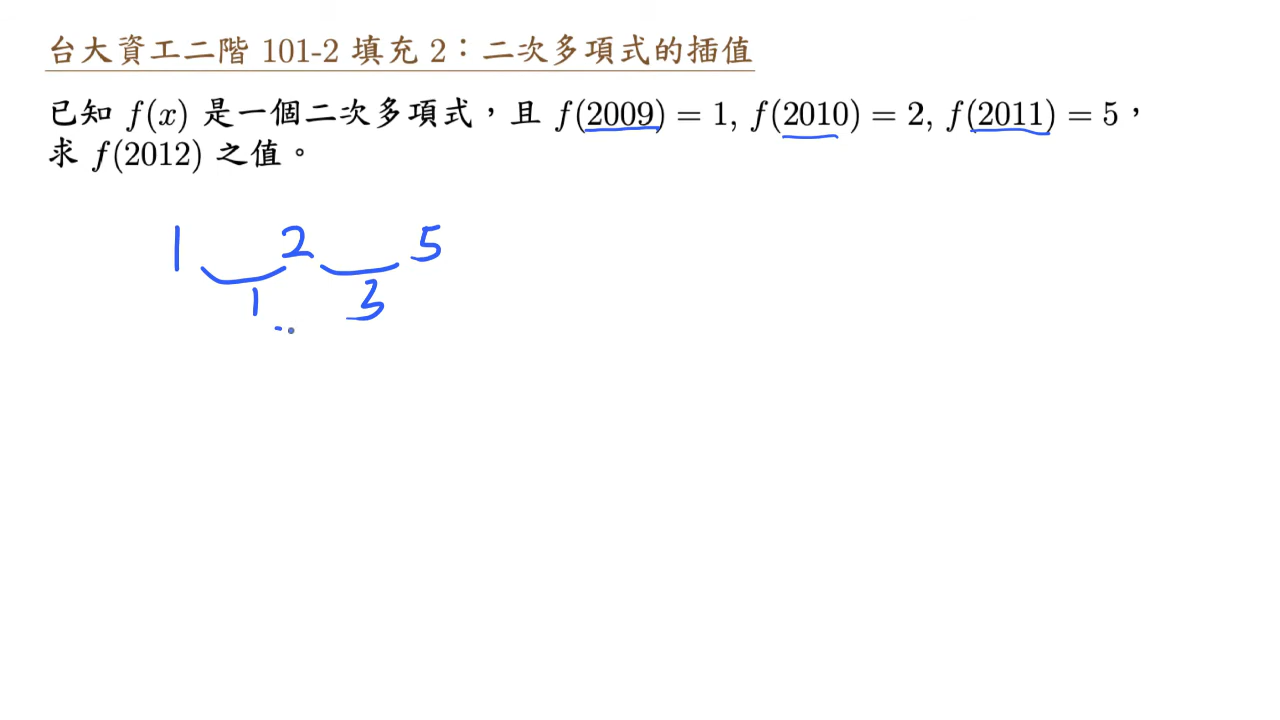 台大資工二階 101-2 填充 2：二次多項式的插值
已知 f(x) 是一個二次多項式，且 f(2009) = 1, f(2010) = 2, f(2011) = 5，
求 f(2012) 之值。
1 2 5
1 3